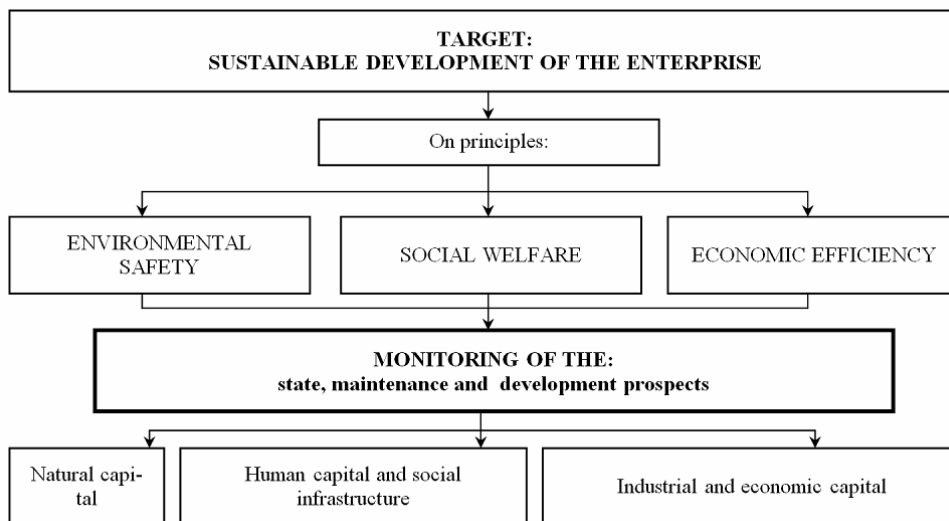 TARGET:
SUSTAINABLE DEVELOPMENT OF THE ENTERPRISE
On principles:
ENVIRONMENTAL
SAFETY
SOCIAL WELFARE
ECONOMIC EFFICIENCY
MONITORING OF THE:
state, maintenance and development prospects
Natural capi-
tal
Human capital and social
infrastructure
Industrial and economic capital